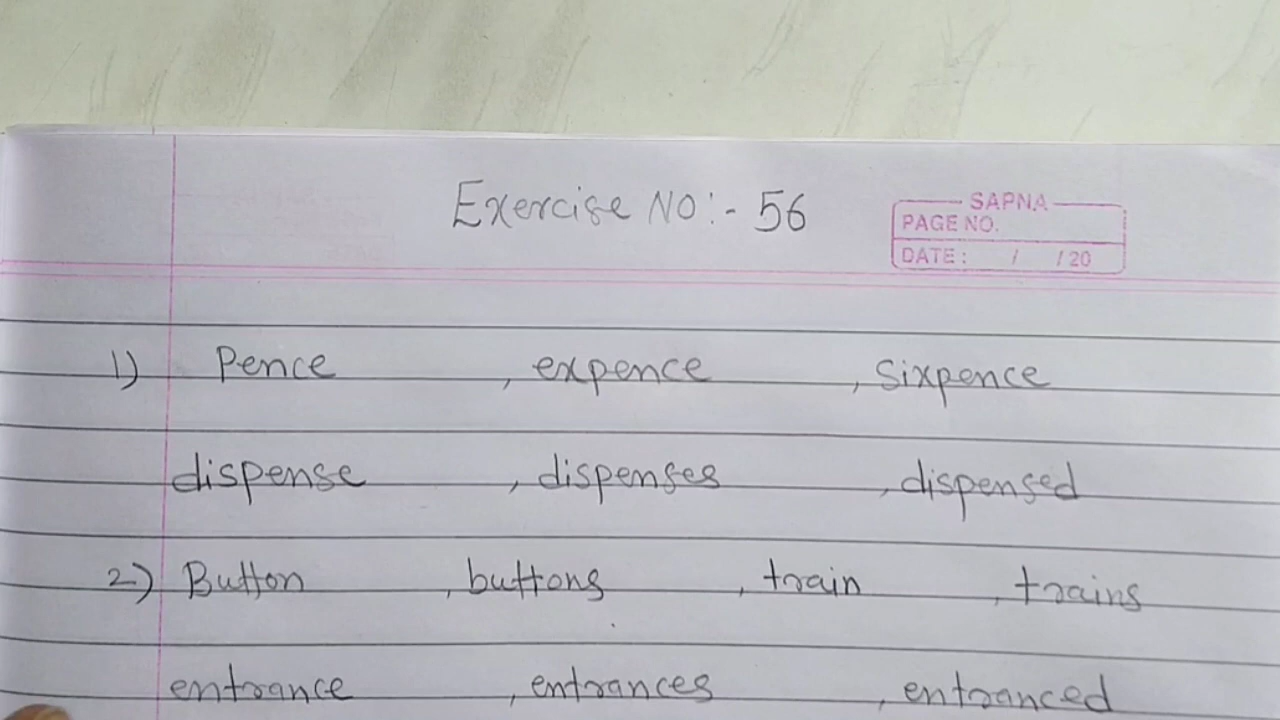 Exercise No:- 56
SAPNA
PAGE NO.
DATE : / / 20
1) Pence , expence , Sixpence
dispense , dispenses , dispensed
2) Button , buttons , train , trains
entrance , entrances , entranced